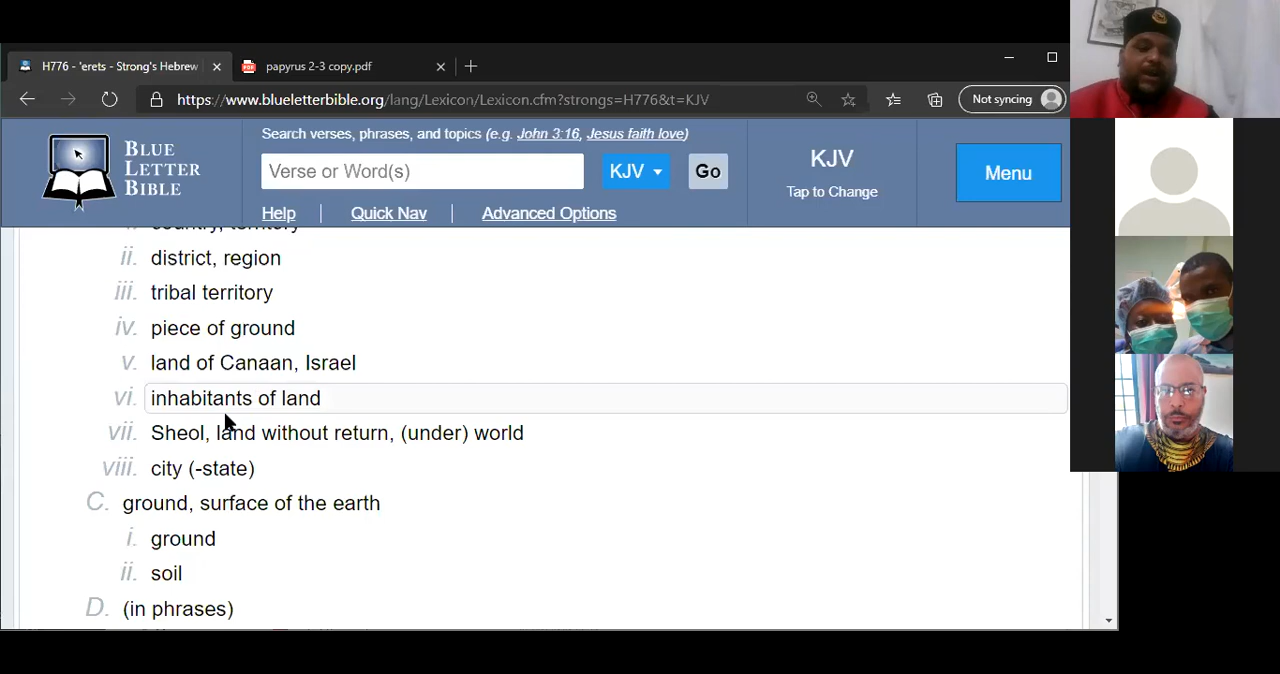 H776 - 'erets - Strong's Hebrew
papyrus 2-3 copy.pdf
https://www.blueletterbible.org/lang/Lexicon/Lexicon.cfm?strongs=H776&t=KJV
Not syncing
BLUE
LETTER
BIBLE
Search verses, phrases, and topics (e.g. John 3:16, Jesus faith love)
Verse or Word(s)
KJV
Go
Help | Quick Nav | Advanced Options
KJV
Tap to Change
Menu
i. country, territory
ii. district, region
iii. tribal territory
iv. piece of ground
v. land of Canaan, Israel
vi. inhabitants of land
vii. Sheol, land without return, (under) world
viii. city (-state)
C. ground, surface of the earth
i. ground
ii. soil
D. (in phrases)